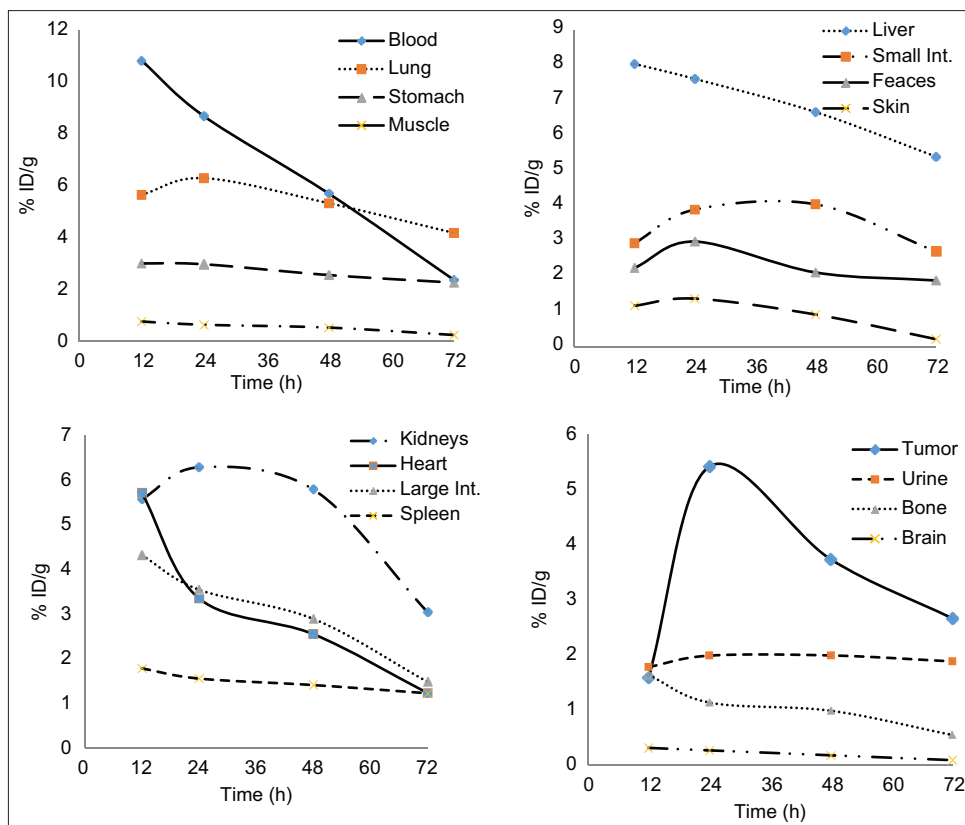 12
10
8
6
4
2
0
% ID/g
Blood
Lung
Stomach
Muscle
0 12 24 36 48 60 72
Time (h)
9
8
7
6
5
4
3
2
1
0
% ID/g
Liver
Small Int.
Feaces
Skin
0 12 24 36 48 60 72
Time (h)
7
6
5
4
3
2
1
0
% ID/g
Kidneys
Heart
Large Int.
Spleen
0 12 24 36 48 60 72
Time (h)
6
5
4
3
2
1
0
% ID/g
Tumor
Urine
Bone
Brain
0 12 24 36 48 60 72
Time (h)